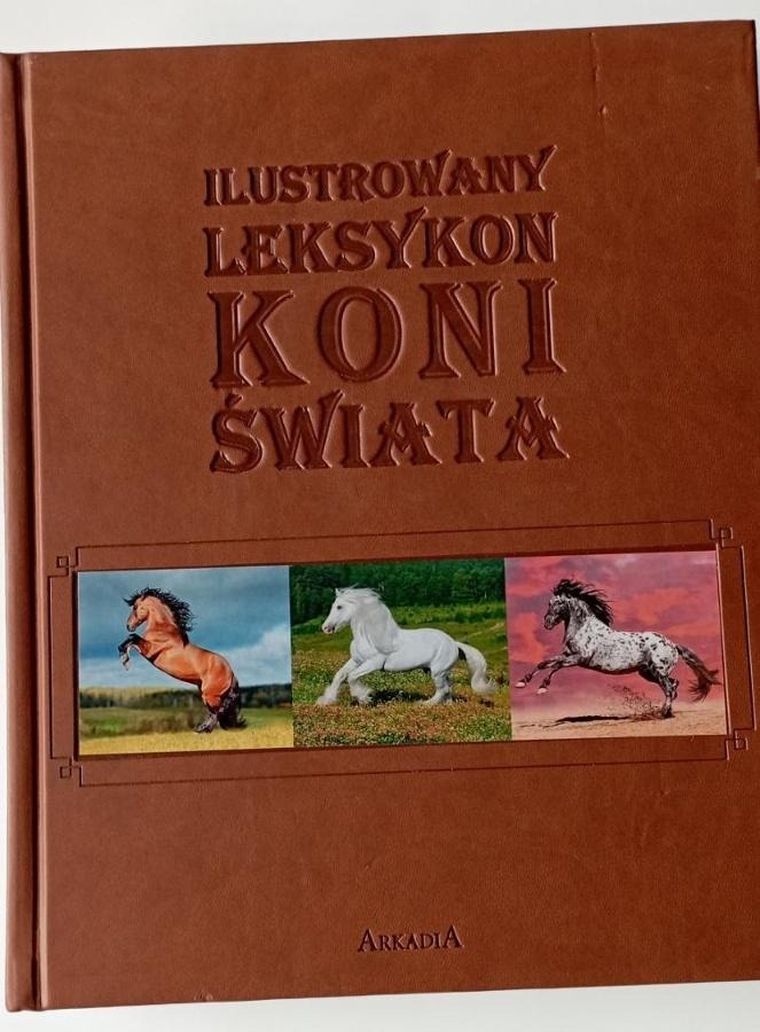 ILUSTROWANY
LEKSYKON
KONI
ŚWIATA
ARKADIA